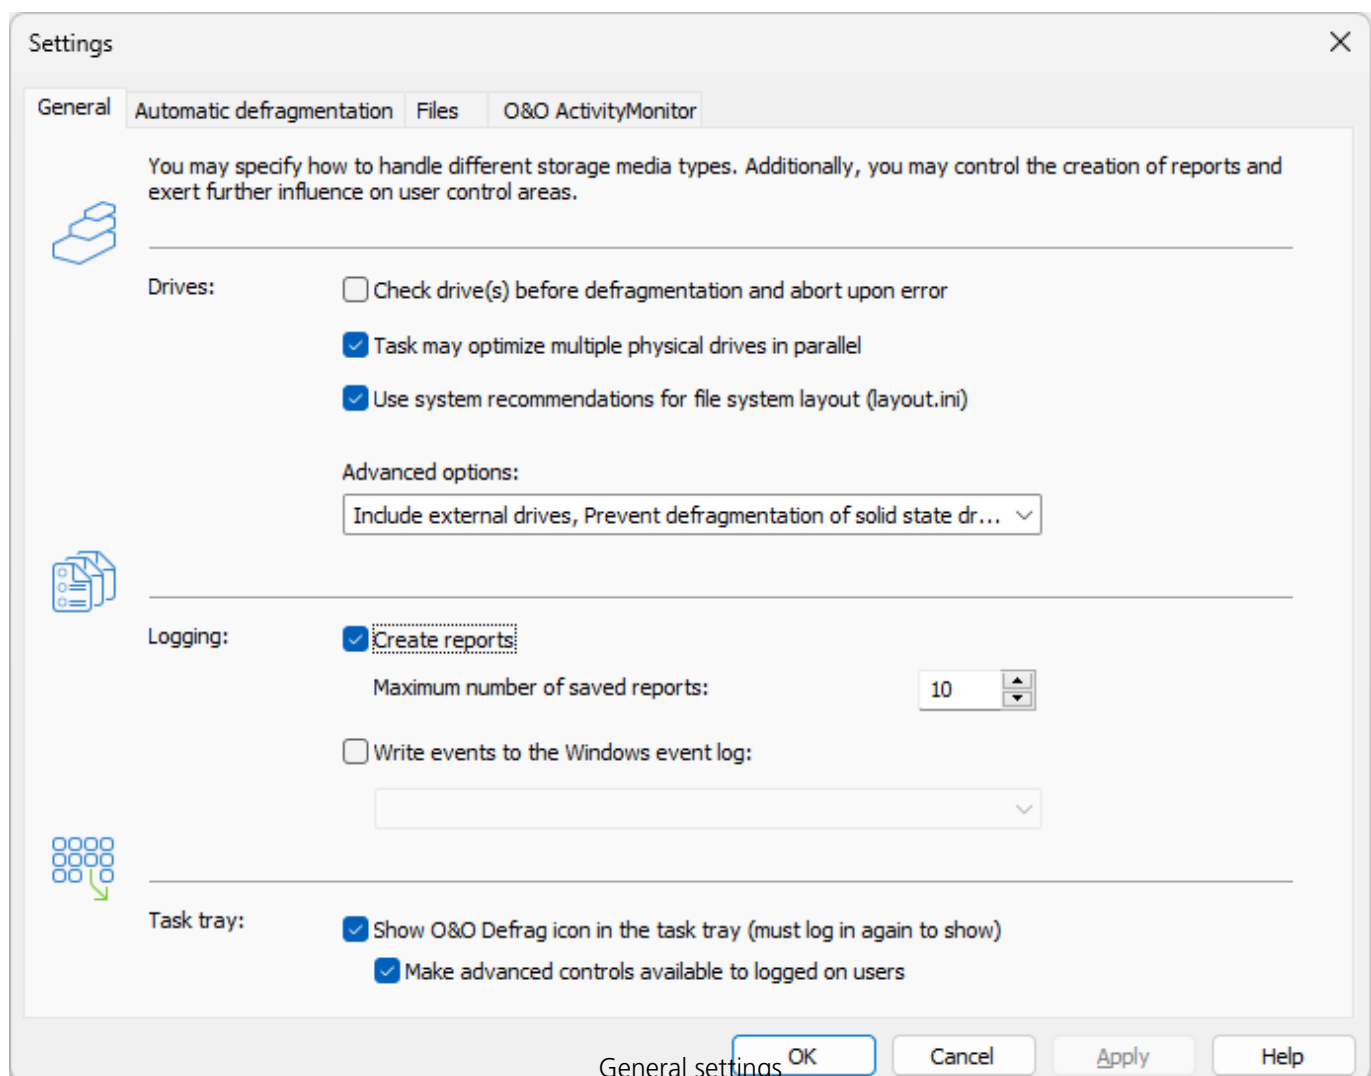 Settings
General Automatic defragmentation Files O&O ActivityMonitor
You may specify how to handle different storage media types. Additionally, you may control the creation of reports and
exert further influence on user control areas.
Drives:
Check drive(s) before defragmentation and abort upon error
Task may optimize multiple physical drives in parallel
Use system recommendations for file system layout (layout.ini)
Advanced options:
Include external drives, Prevent defragmentation of solid state dr...
Logging:
Create reports
Maximum number of saved reports: 10
Write events to the Windows event log:
Task tray:
Show O&O Defrag icon in the task tray (must log in again to show)
Make advanced controls available to logged on users
OK Cancel Apply Help
General settings